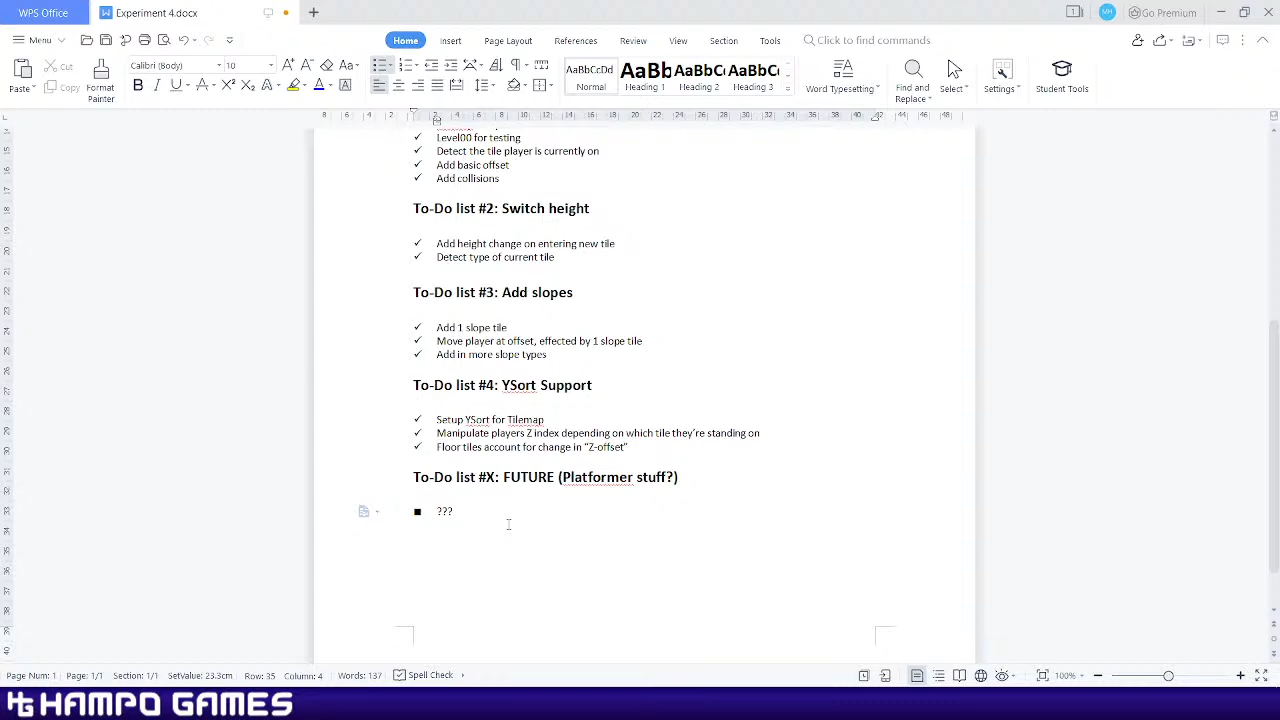 WPS Office
Experiment 4.docx
Go Premium
MH
Menu
Home
Insert
Page Layout
References
Review
View
Section
Tools
Click to find commands
Paste
Cut
Copy
Format
Painter
Calibri (Body)
10
AaBbCcDd
Normal
AaBb
Heading 1
AaBbC
Heading 2
AaBbC
Heading 3
Word Typesetting
Find and
Replace
Select
Settings
Student Tools
Level00 for testing
Detect the tile player is currently on
Add basic offset
Add collisions
To-Do list #2: Switch height
Add height change on entering new tile
Detect type of current tile
To-Do list #3: Add slopes
Add 1 slope tile
Move player at offset, effected by 1 slope tile
Add in more slope types
To-Do list #4: YSort Support
Setup YSort for Tilemap
Manipulate players Z index depending on which tile they're standing on
Floor tiles account for change in "Z-offset"
To-Do list #X: FUTURE (Platformer stuff?)
???
Page Num: 1
Page: 1/1
Section: 1/1
Column: 4
Words: 137
Spell Check
100%
HAMPO GAMES